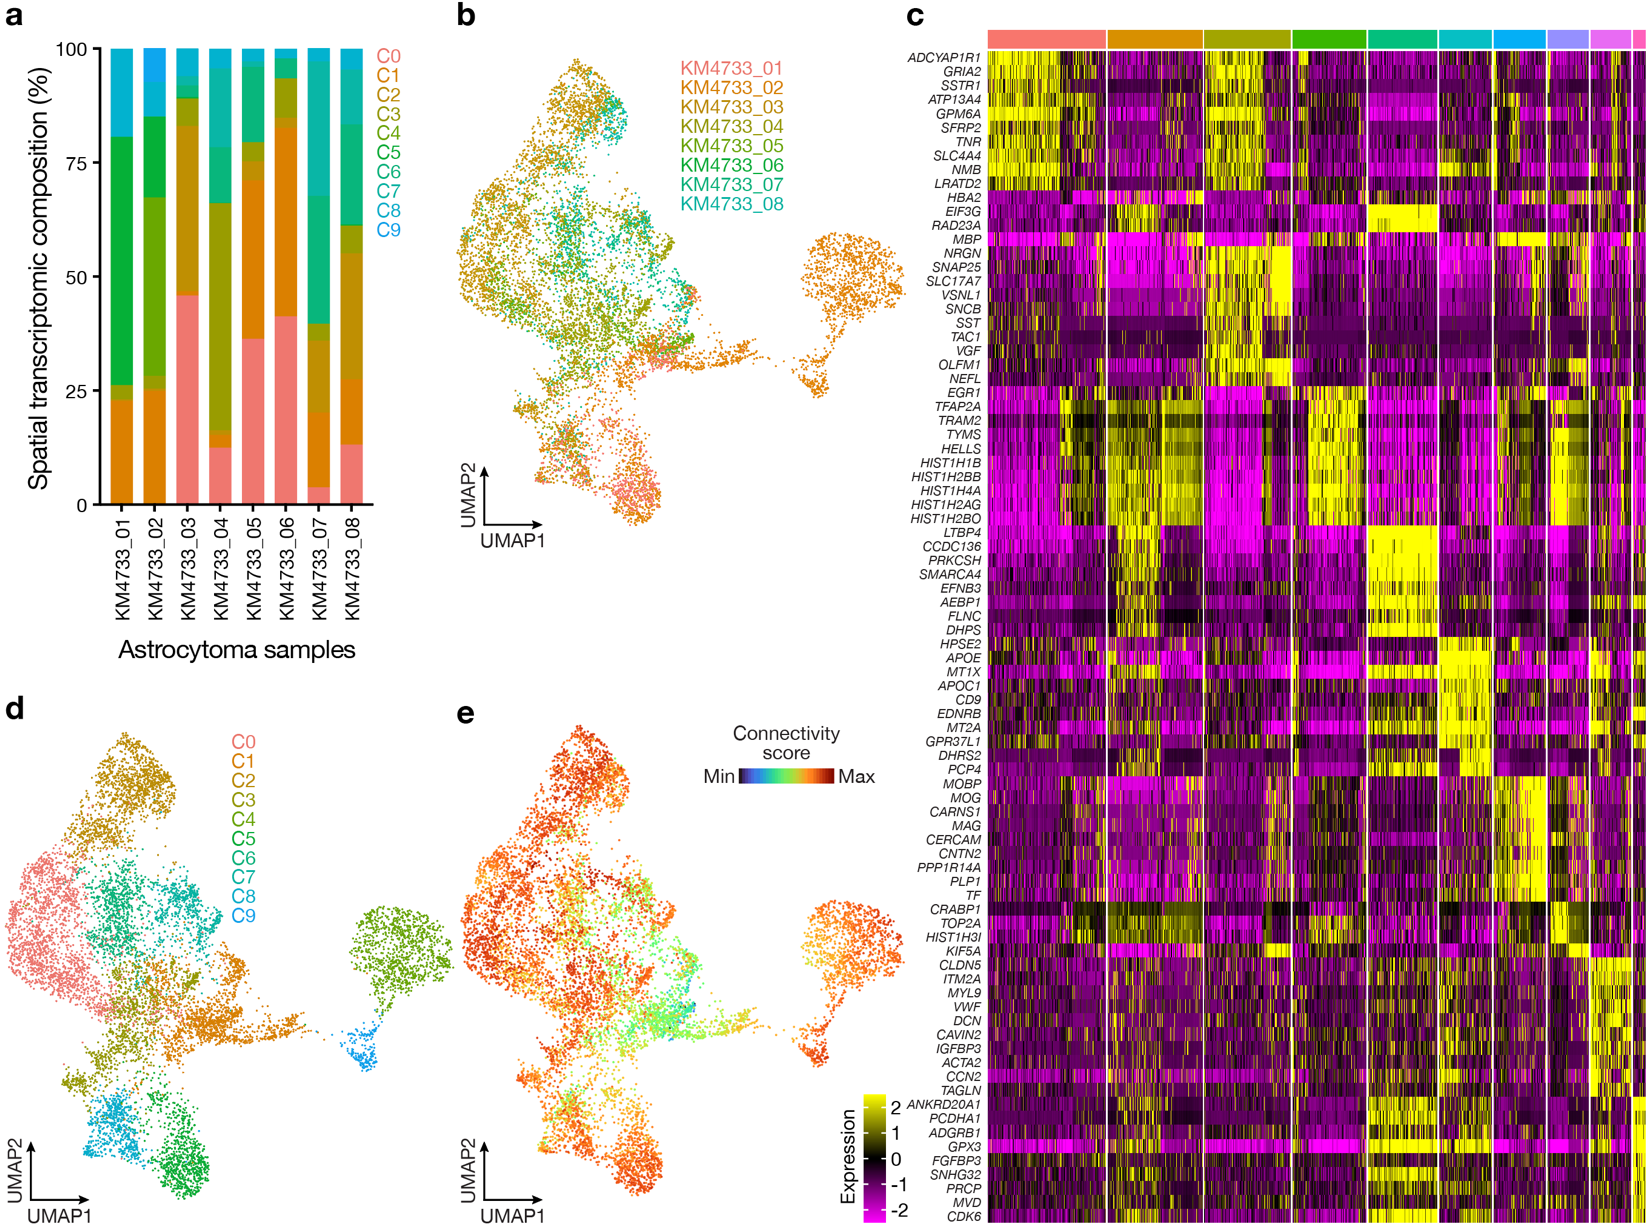 a
Spatial transcriptomic composition (%)
100
75
50
25
0
C0
C1
C2
C3
C4
C5
C6
C7
C8
C9
KM4733_01
KM4733_02
KM4733_03
KM4733_04
KM4733_05
KM4733_06
KM4733_07
KM4733_08
Astrocytoma samples
b
KM4733_01
KM4733_02
KM4733_03
KM4733_04
KM4733_05
KM4733_06
KM4733_07
KM4733_08
UMAP2
UMAP1
c
ADCYAP1R1
GRIA2
SSTR1
ATP13A4
GPM6A
SFRP2
TNR
SLC4A4
NMB
LRATD2
HBA2
EIF3G
RAD23A
MBP
NRGN
SNAP25
SLC17A7
VSNL1
SNCB
SST
TAC1
VGF
OLFM1
NEFL
EGR1
TFAP2A
TRAM2
TYMS
HELLS
HIST1H1B
HIST1H2BB
HIST1H4A
HIST1H2AG
HIST1H2BO
LTBP4
CCDC136
PRKCSH
SMARCA4
EFNB3
AEBP1
FLNC
DHPS
HPSE2
APOE
MT1X
APOC1
CD9
EDNRB
MT2A
GPR37L1
DHRS2
PCP4
MOBP
MOG
CARNS1
MAG
CERCAM
CNTN2
PPP1R14A
PLP1
TF
CRABP1
TOP2A
HIST1H3I
KIF5A
CLDN5
ITM2A
MYL9
VWF
DCN
CAVIN2
IGFBP3
ACTA2
CCN2
TAGLN
ANKRD20A1
PCDHA1
ADGRB1
GPX3
FGFBP3
SNHG32
PRCP
MVD
CDK6
Expression
2
1
0
-1
-2
d
C0
C1
C2
C3
C4
C5
C6
C7
C8
C9
UMAP2
UMAP1
e
Connectivity
score
Min
Max
UMAP2
UMAP1